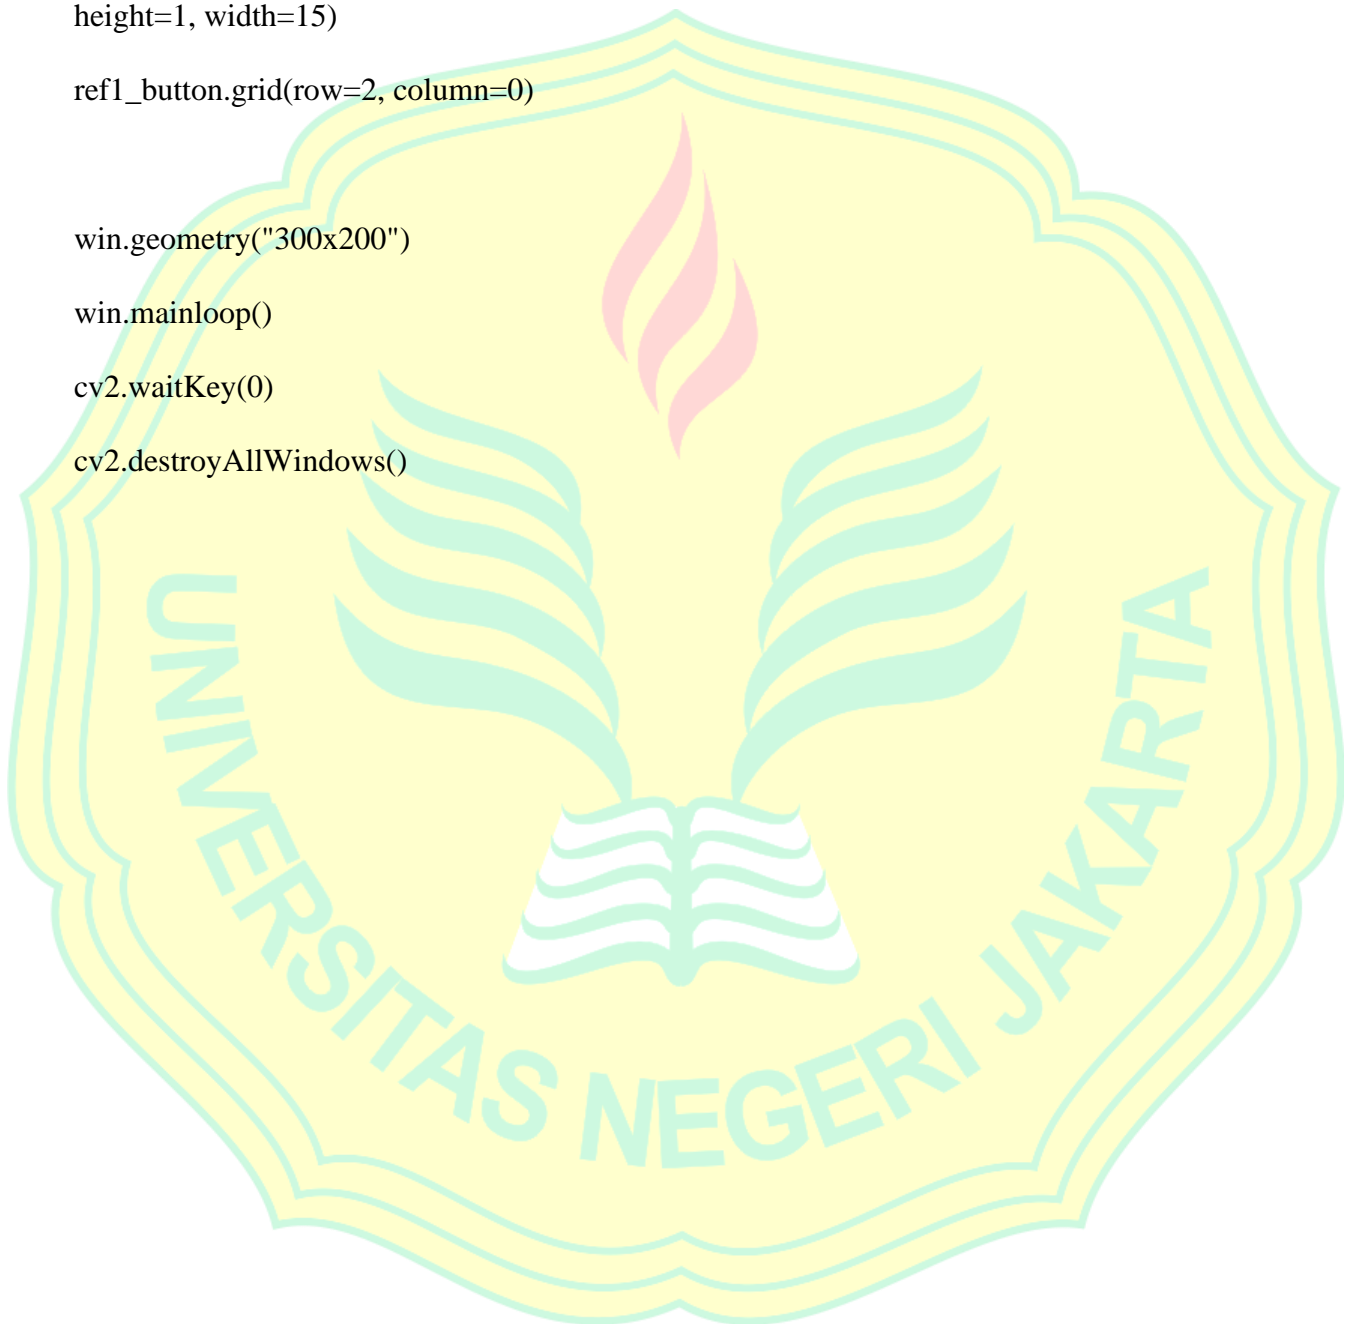 height=1, width=15)
ref1_button.grid(row=2, column=0)
win.geometry("300x200")
win.mainloop()
cv2.waitKey(0)
cv2.destroyAllWindows()
UNIVERSITAS NEGERI JAKARTA